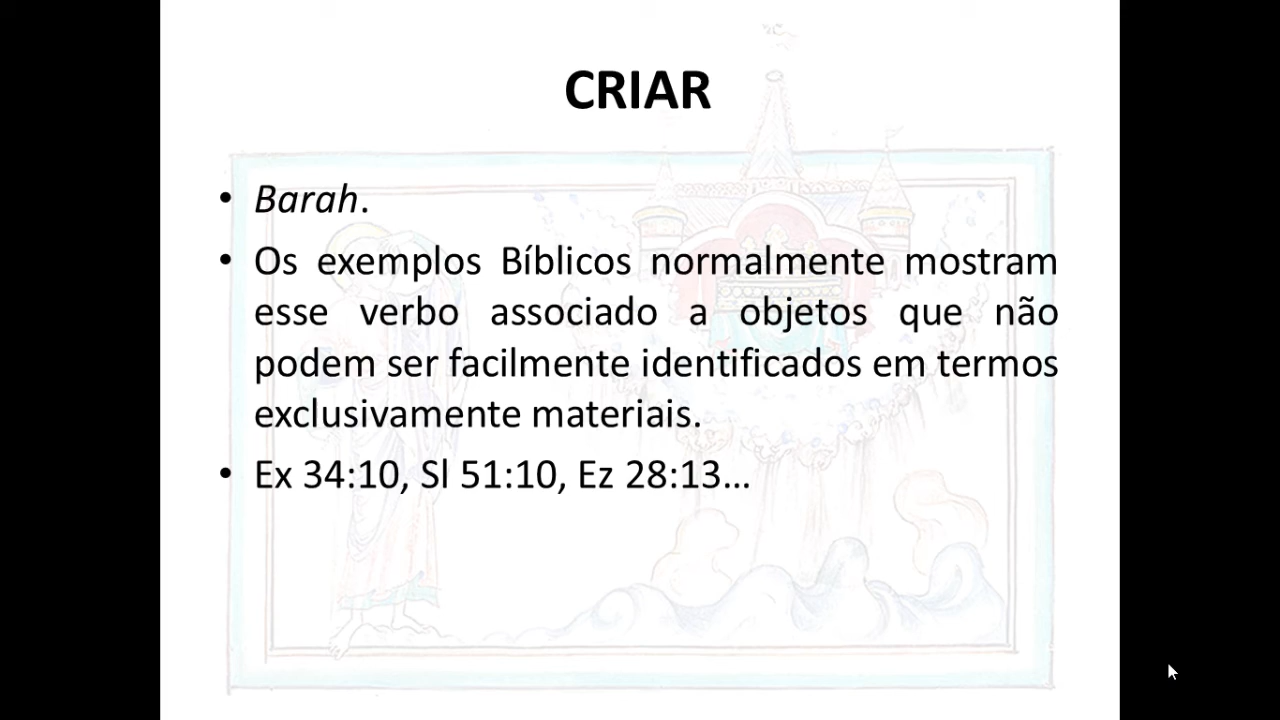 CRIAR
• Barah.
• Os exemplos Bíblicos normalmente mostram
esse verbo associado a objetos que não
podem ser facilmente identificados em termos
exclusivamente materiais.
• Ex 34:10, Sl 51:10, Ez 28:13...